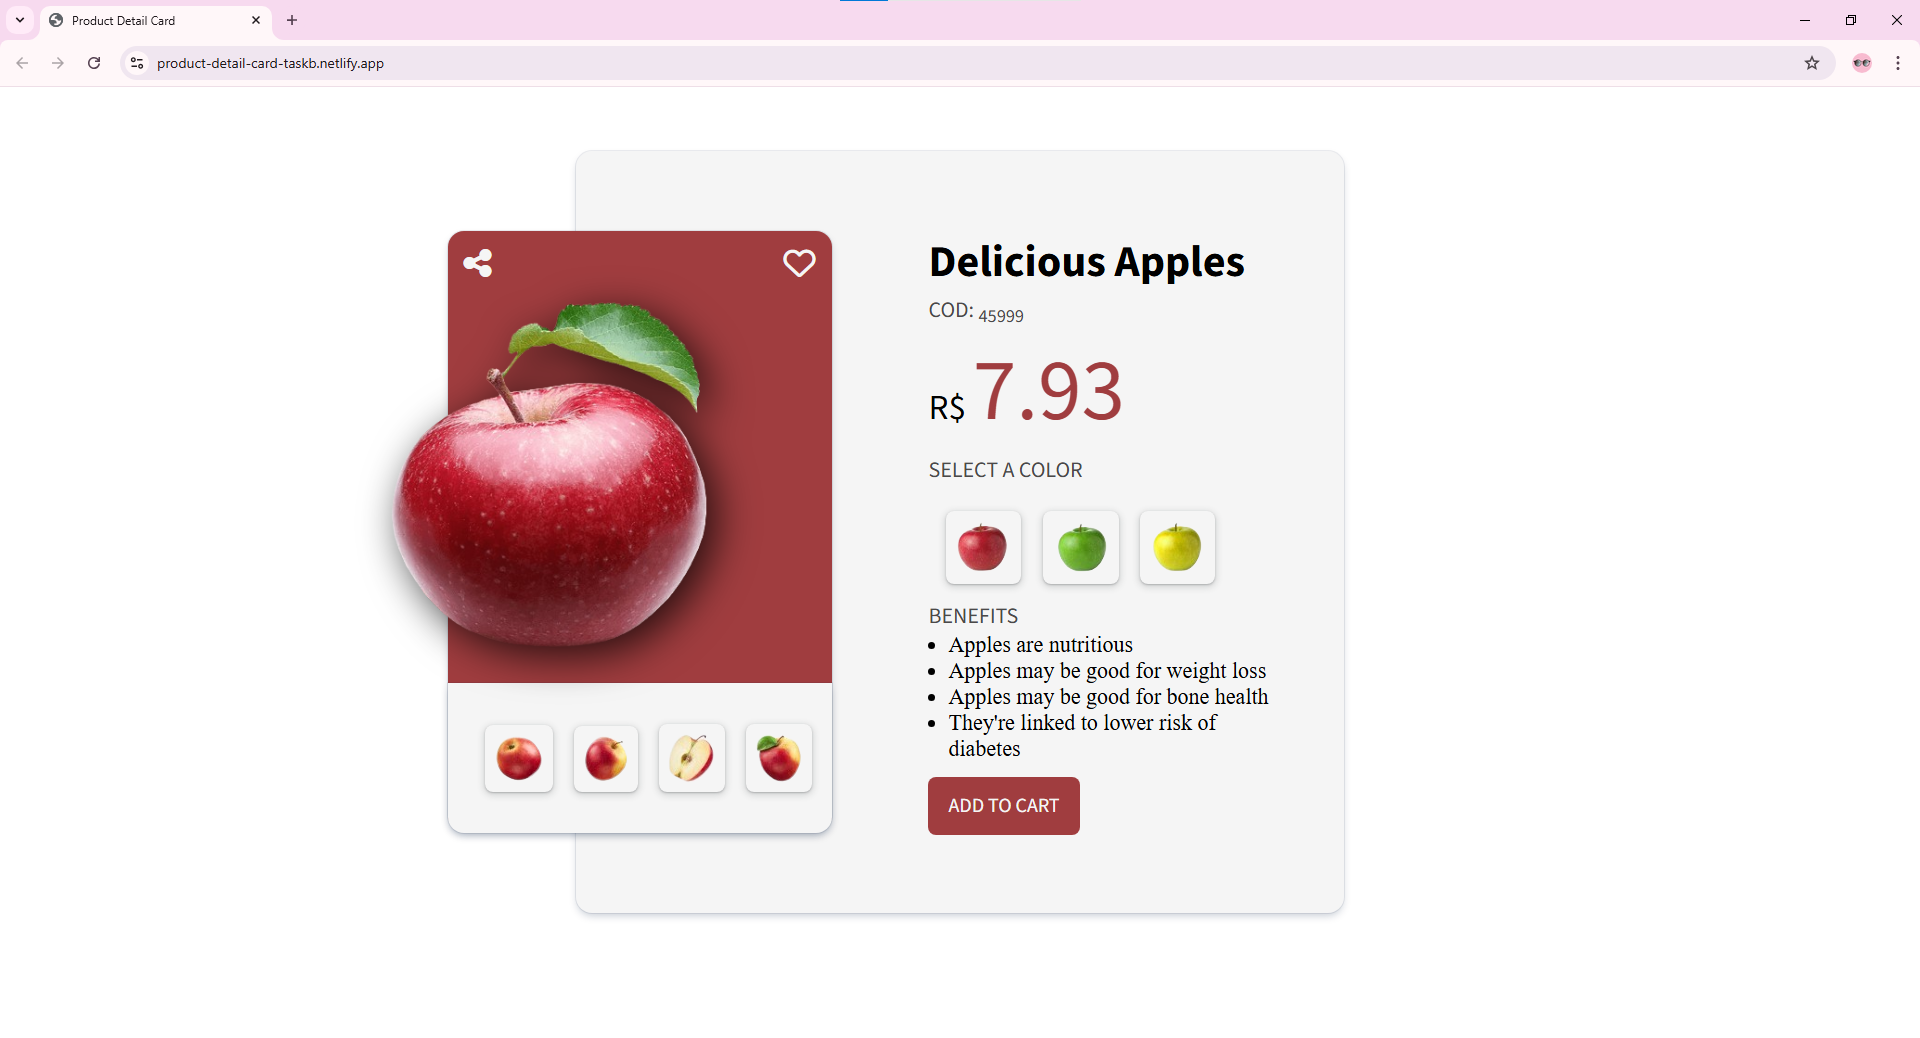 Product Detail Card
product-detail-card-taskb.netlify.app
Delicious Apples
COD: 45999
R$ 7.93
SELECT A COLOR
BENEFITS
• Apples are nutritious
• Apples may be good for weight loss
• Apples may be good for bone health
• They're linked to lower risk of
diabetes
ADD TO CART